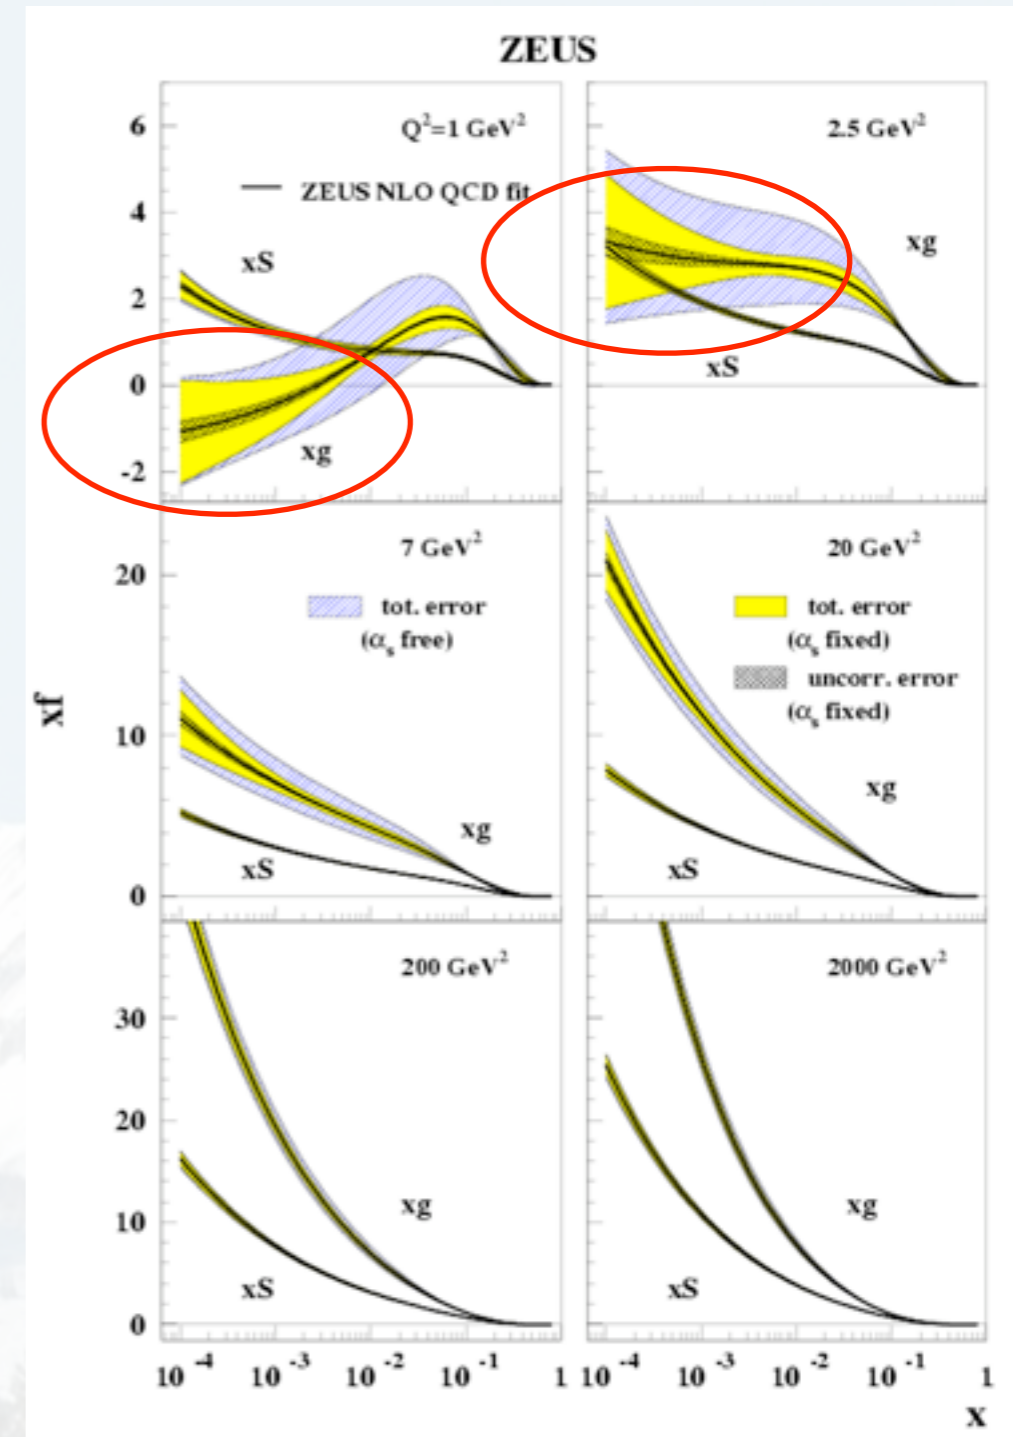 ZEUS
Q²=1 GeV²
2.5 GeV²
ZEUS NLO QCD fit
xS
xg
xg
xS
6
4
2
0
-2
7 GeV²
20 GeV²
tot. error
(αₛ free)
tot. error
(αₛ fixed)
uncorr. error
(αₛ fixed)
xg
xS
xg
xS
20
10
0
xf
200 GeV²
2000 GeV²
xg
xS
xg
xS
30
20
10
0
10⁻⁴ 10⁻³ 10⁻² 10⁻¹ 1 10⁻⁴ 10⁻³ 10⁻² 10⁻¹ 1
x